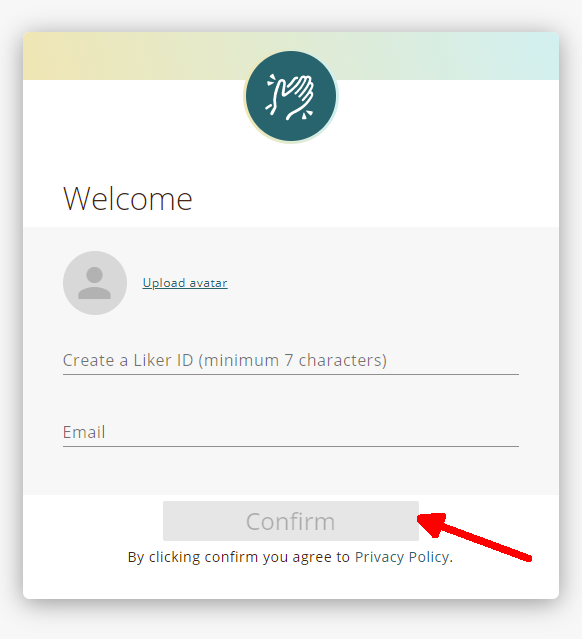 Welcome
Upload avatar
Create a Liker ID (minimum 7 characters)
Email
Confirm
By clicking confirm you agree to Privacy Policy.